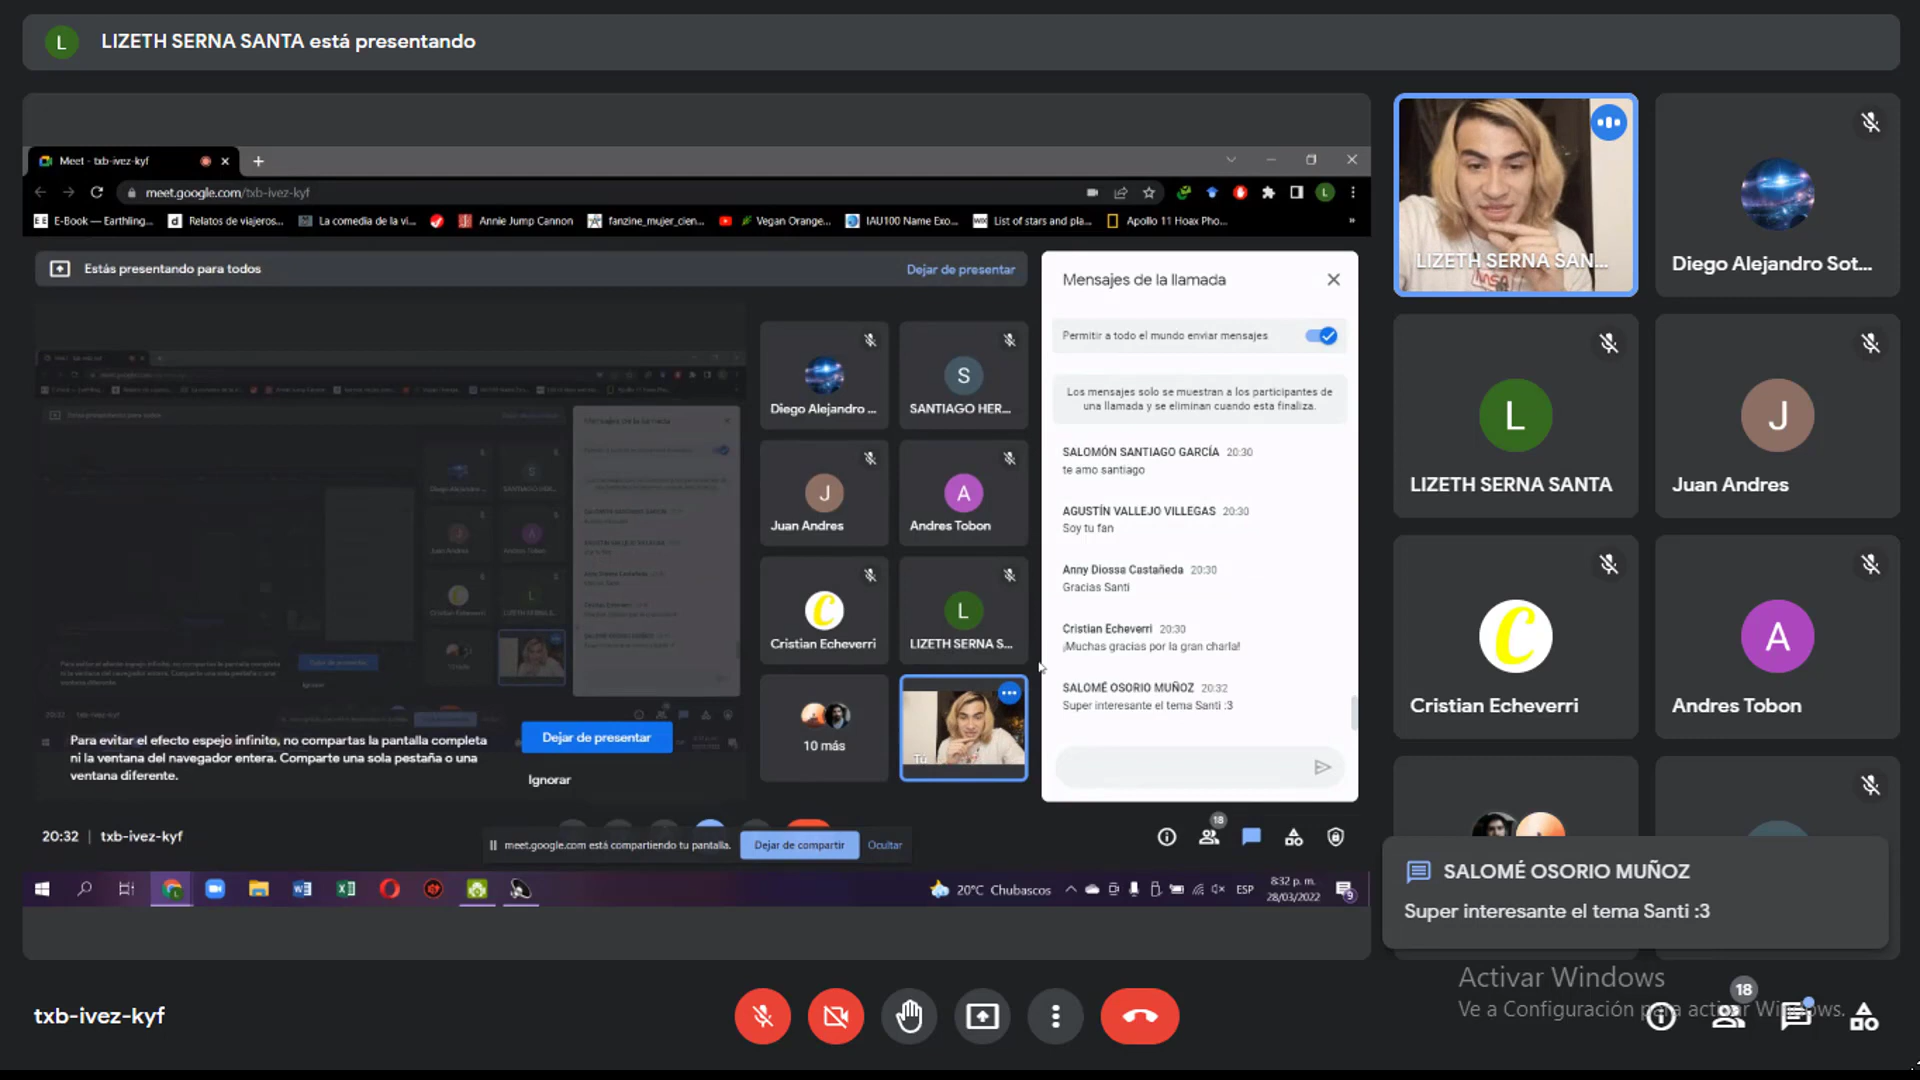 L
LIZETH SERNA SANTA está presentando
Meet - txb-ivez-kyf
meet.google.com/txb-ivez-kyf
L
E-Book — Earthling...
Relatos de viajeros...
La comedia de la vi...
Annie Jump Cannon
fanzine_mujer_cien...
Vegan Orange...
IAU100 Name Exo...
List of stars and pla...
Apollo 11 Hoax Pho...
»
Estás presentando para todos
Dejar de presentar
Diego Alejandro ...
S
SANTIAGO HER...
J
Juan Andres
A
Andres Tobon
C
Cristian Echeverri
L
LIZETH SERNA S...
10 más
Tú
Para evitar el efecto espejo infinito, no compartas la pantalla completa
ni la ventana del navegador entera. Comparte una sola pestaña o una
ventana diferente.
Dejar de presentar
Ignorar
Mensajes de la llamada
Permitir a todo el mundo enviar mensajes
Los mensajes solo se muestran a los participantes de
una llamada y se eliminan cuando esta finaliza.
SALOMÓN SANTIAGO GARCÍA 20:30
te amo santiago
AGUSTÍN VALLEJO VILLEGAS 20:30
Soy tu fan
Anny Diossa Castañeda 20:30
Gracias Santi
Cristian Echeverri 20:30
¡Muchas gracias por la gran charla!
SALOMÉ OSORIO MUÑOZ 20:32
Super interesante el tema Santi :3
20:32 | txb-ivez-kyf
meet.google.com está compartiendo tu pantalla.
Dejar de compartir
Ocultar
18
20°C Chubascos
ESP
8:32 p. m.
28/03/2022
9
LIZETH SERNA SAN...
Diego Alejandro Sot...
L
LIZETH SERNA SANTA
J
Juan Andres
C
Cristian Echeverri
A
Andres Tobon
SALOMÉ OSORIO MUÑOZ
Super interesante el tema Santi :3
Activar Windows
Ve a Configuración para activar Windows.
txb-ivez-kyf
18